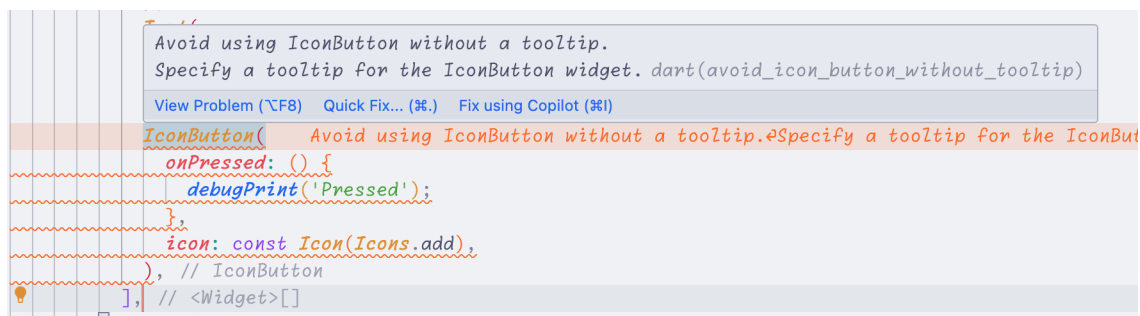 Avoid using IconButton without a tooltip.
Specify a tooltip for the IconButton widget. dart(avoid_icon_button_without_tooltip)
View Problem (⌥F8) Quick Fix... (⌘.) Fix using Copilot (⌘I)
IconButton( Avoid using IconButton without a tooltip.↵Specify a tooltip for the IconBut
onPressed: () {
debugPrint('Pressed');
},
icon: const Icon(Icons.add),
), // IconButton
], // <Widget>[]